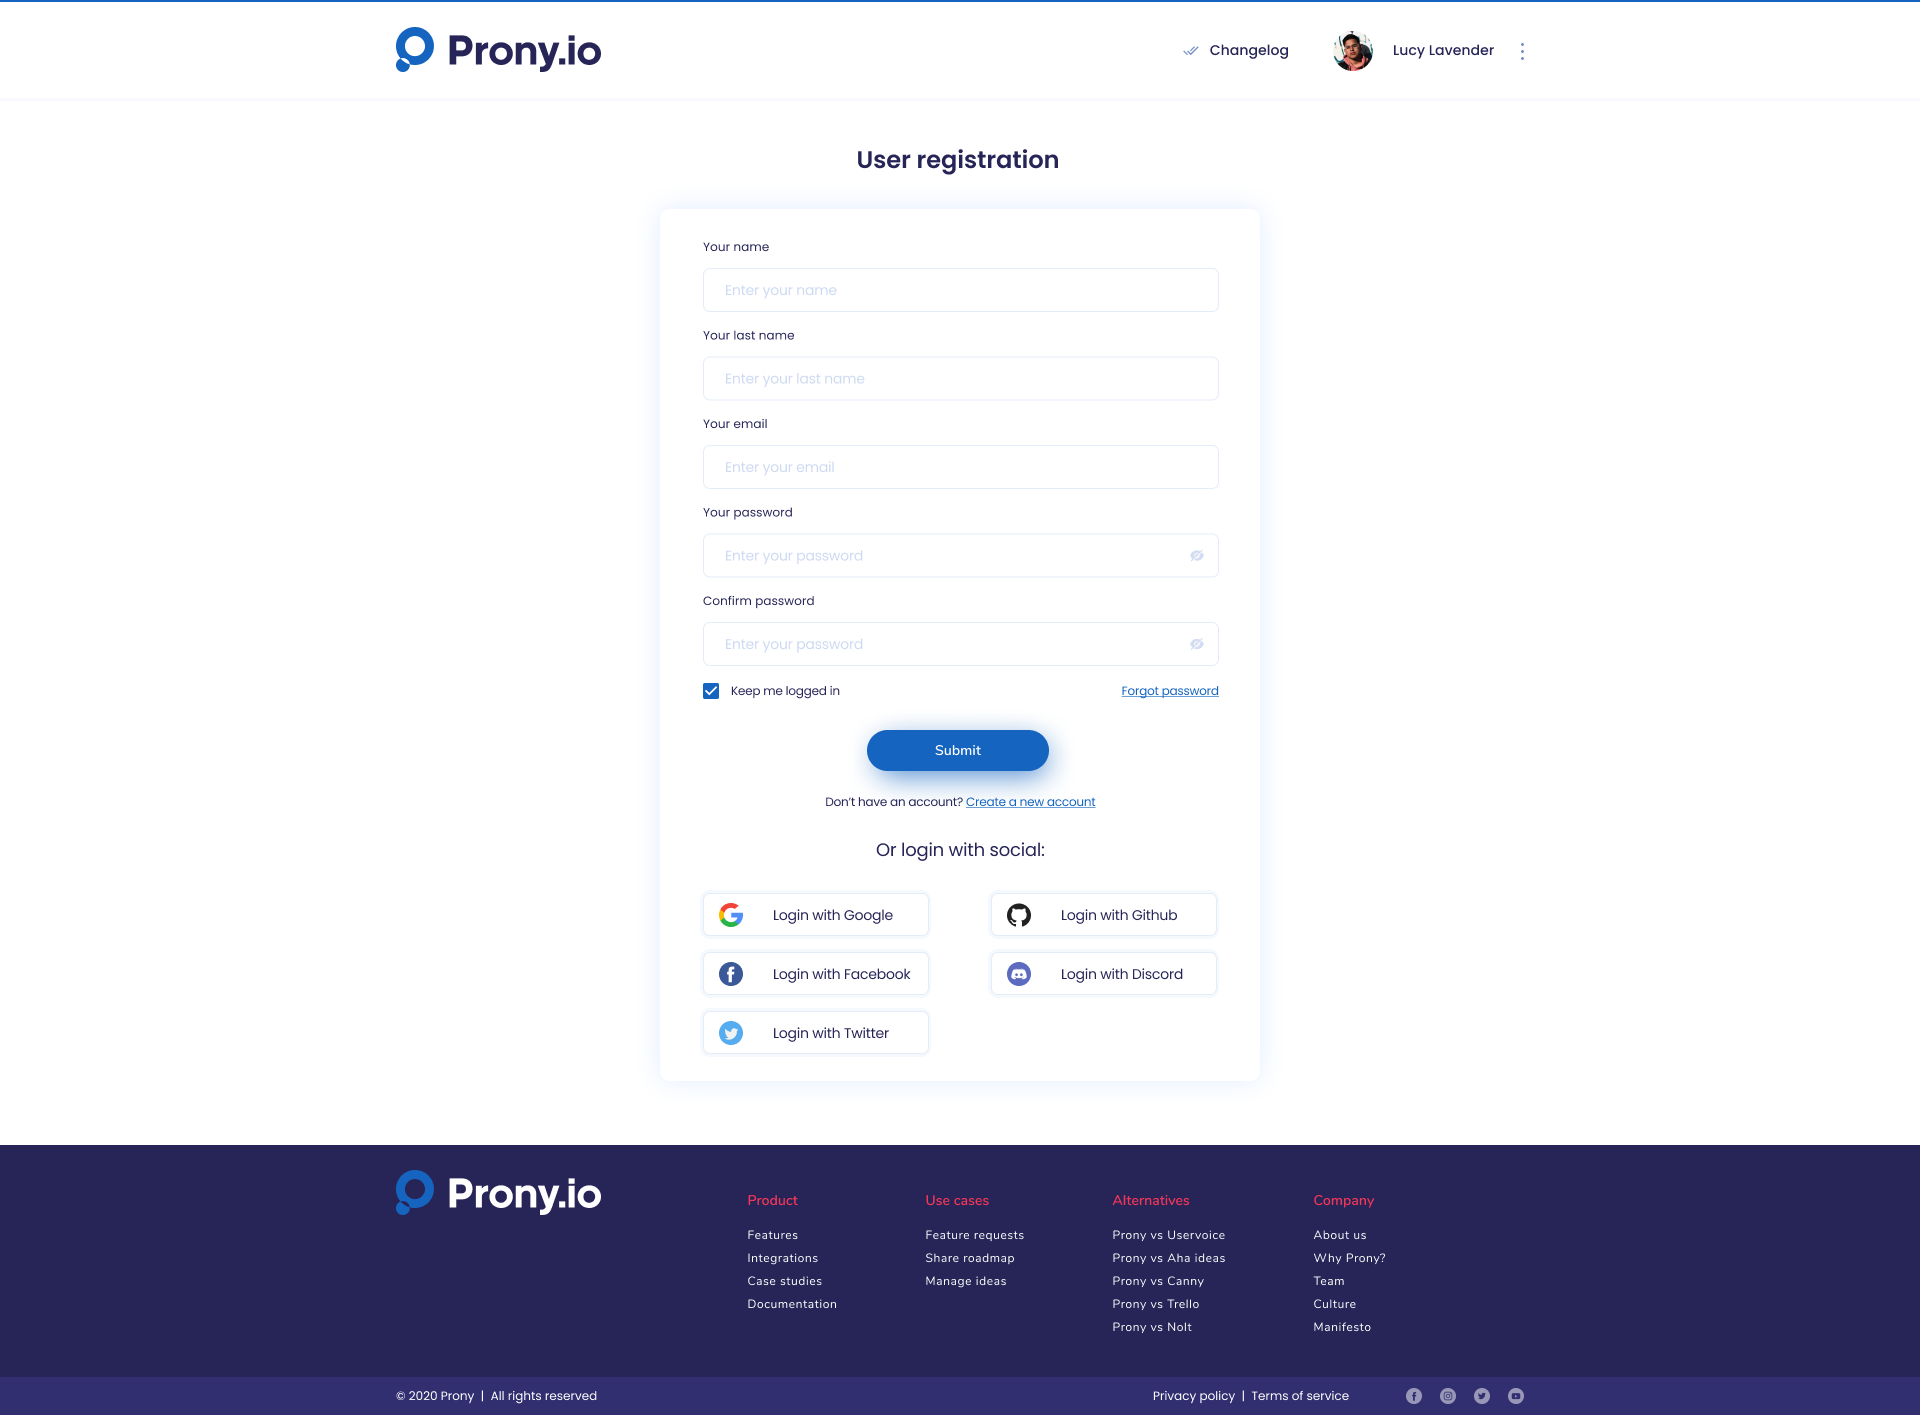 Prony.io
Changelog
Lucy Lavender
User registration
Your name
Enter your name
Your last name
Enter your last name
Your email
Enter your email
Your password
Enter your password
Confirm password
Enter your password
Keep me logged in
Forgot password
Submit
Don't have an account? Create a new account
Or login with social:
Login with Google
Login with Github
Login with Facebook
Login with Discord
Login with Twitter
Prony.io
Product
Features
Integrations
Case studies
Documentation
Use cases
Feature requests
Share roadmap
Manage ideas
Alternatives
Prony vs Uservoice
Prony vs Aha ideas
Prony vs Canny
Prony vs Trello
Prony vs Nolt
Company
About us
Why Prony?
Team
Culture
Manifesto
© 2020 Prony | All rights reserved
Privacy policy | Terms of service